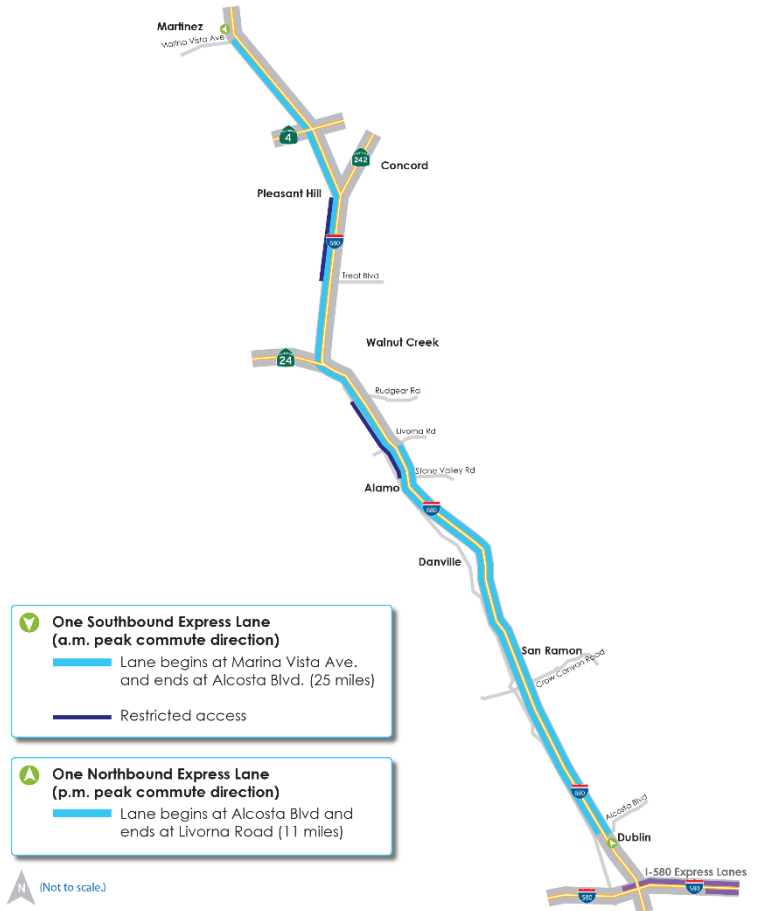 Martinez
Marina Vista Ave
4
242
Concord
Pleasant Hill
680
Treat Blvd
Walnut Creek
24
Rudgear Rd
Livorna Rd
Stone Valley Rd
Alamo
680
Danville
One Southbound Express Lane
(a.m. peak commute direction)
Lane begins at Marina Vista Ave.
and ends at Alcosta Blvd. (25 miles)
Restricted access
San Ramon
Crow Canyon Road
One Northbound Express Lane
(p.m. peak commute direction)
Lane begins at Alcosta Blvd and
ends at Livorna Road (11 miles)
680
Alcosta Blvd
Dublin
I-580 Express Lanes
580
580
N
(Not to scale.)